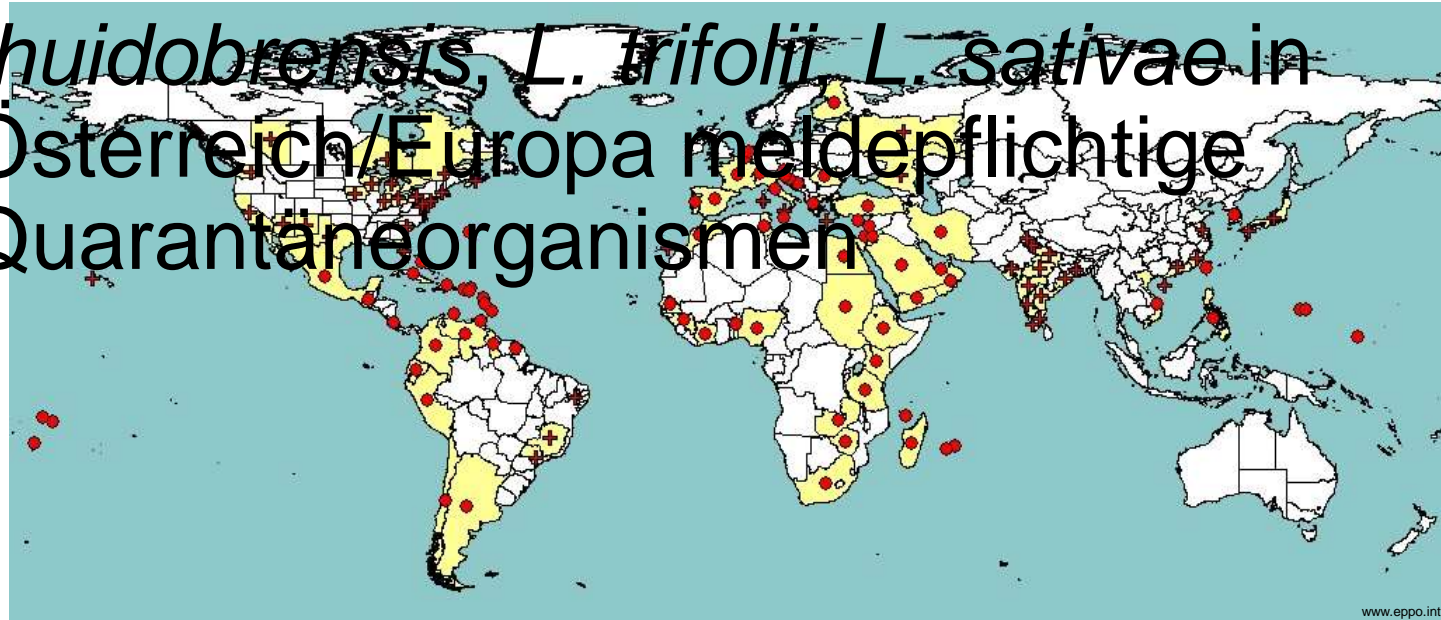 huidobrensis, L. trifolii, L. sativae in
Österreich/Europa meldepflichtige
Quarantäneorganismen
www.eppo.int